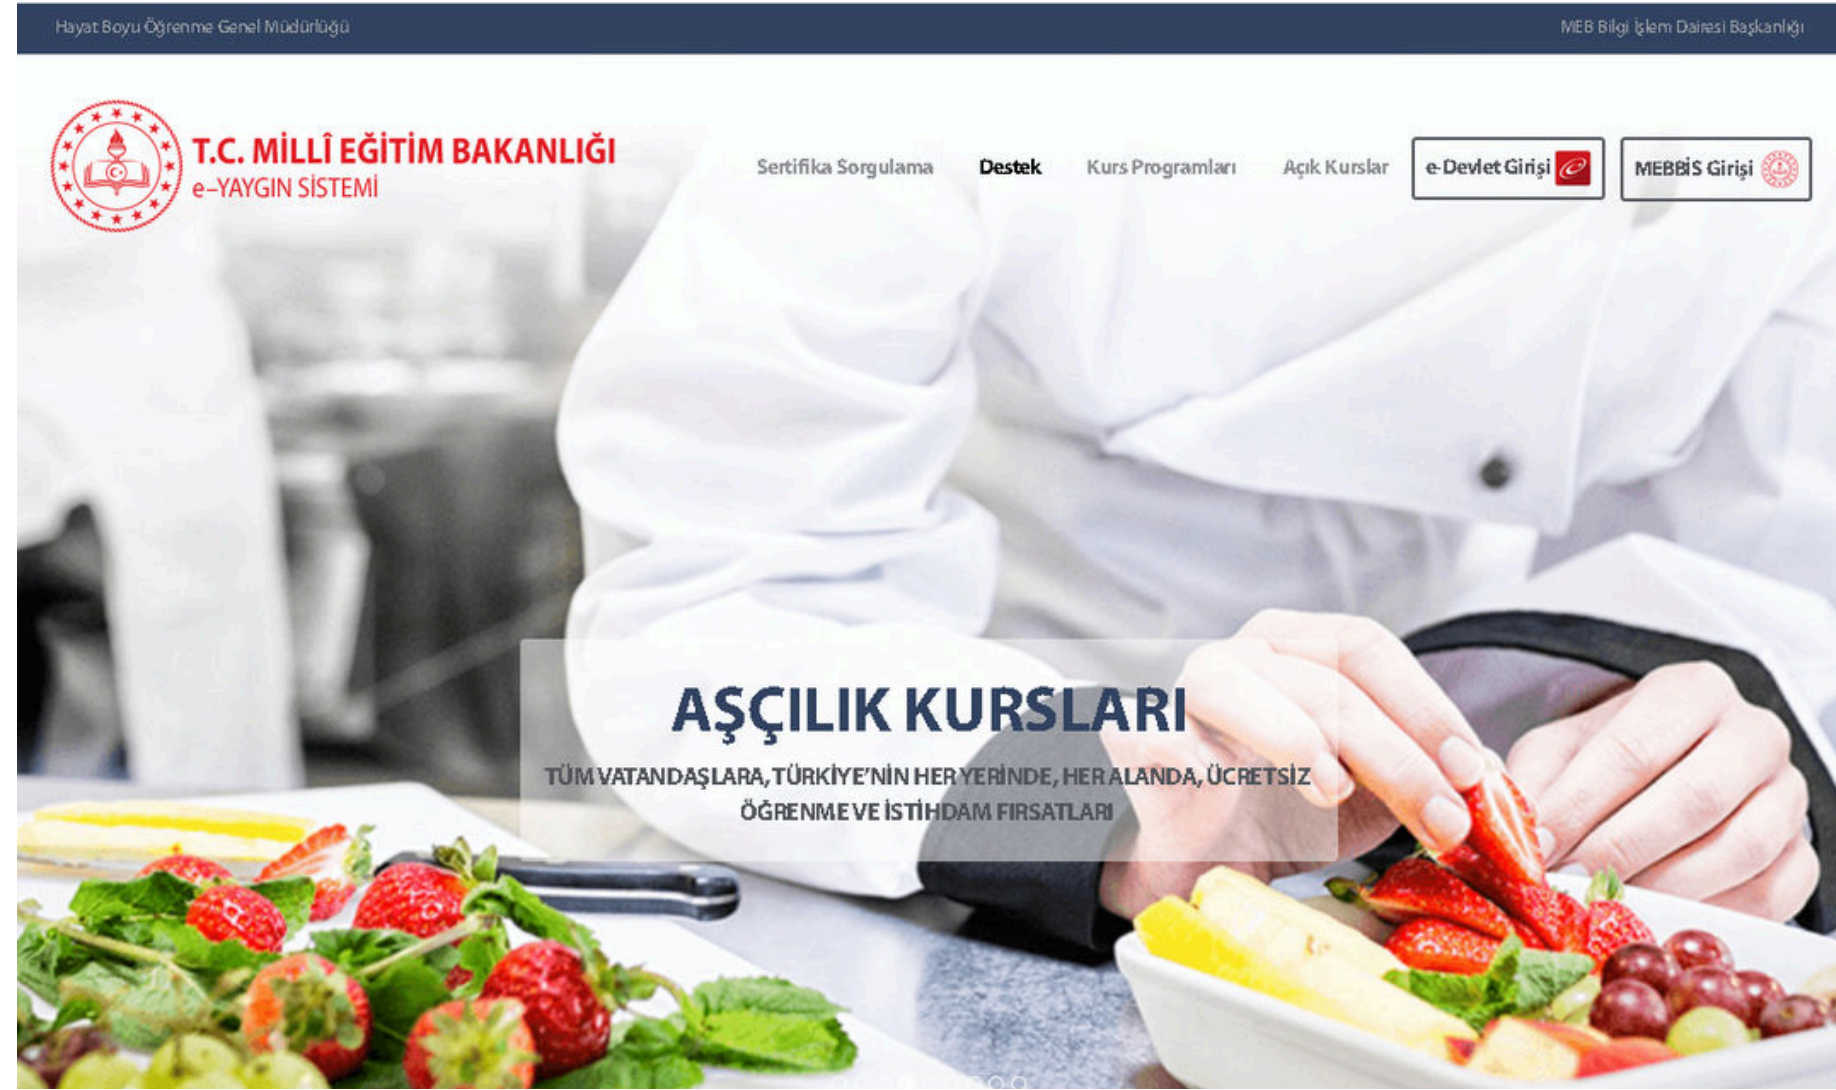 Hayat Boyu Öğrenme Genel Müdürlüğü
MEB Bilgi İşlem Dairesi Başkanlığı
T.C. MİLLÎ EĞİTİM BAKANLIĞI
e-YAYGIN SİSTEMİ
Sertifika Sorgulama
Destek
Kurs Programları
Açık Kurslar
e-Devlet Girişi
MEBBİS Girişi
AŞÇILIK KURSLARI
TÜM VATANDAŞLARA, TÜRKİYE'NİN HER YERİNDE, HER ALANDA, ÜCRETSİZ
ÖĞRENME VE İSTİHDAM FIRSATLARI